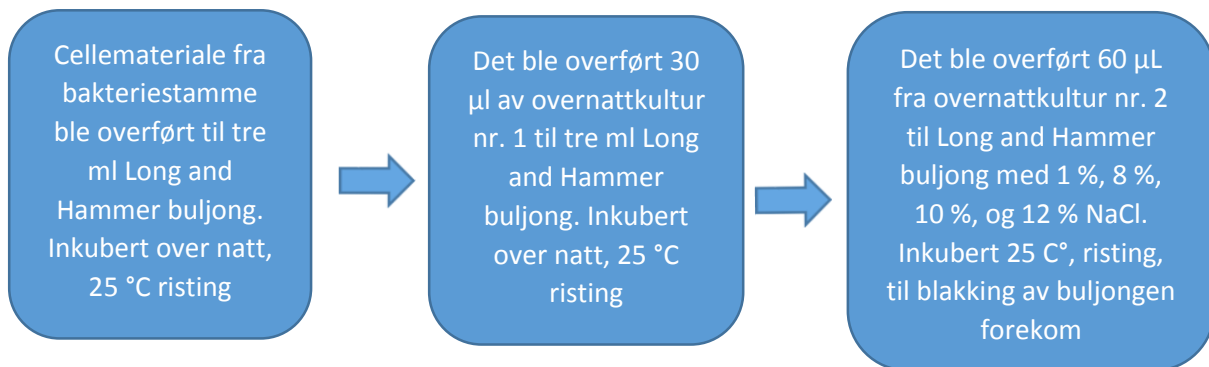 Cellemateriale fra
bakteriestamme
ble overført til tre
ml Long and
Hammer buljong.
Inkubert over natt,
25 °C risting
Det ble overført 30
µl av overnattkultur
nr. 1 til tre ml Long
and Hammer
buljong. Inkubert
over natt, 25 °C
risting
Det ble overført 60 µL
fra overnattkultur nr. 2
til Long and Hammer
buljong med 1 %, 8 %,
10 %, og 12 % NaCl.
Inkubert 25 C°, risting,
til blakking av buljongen
forekom